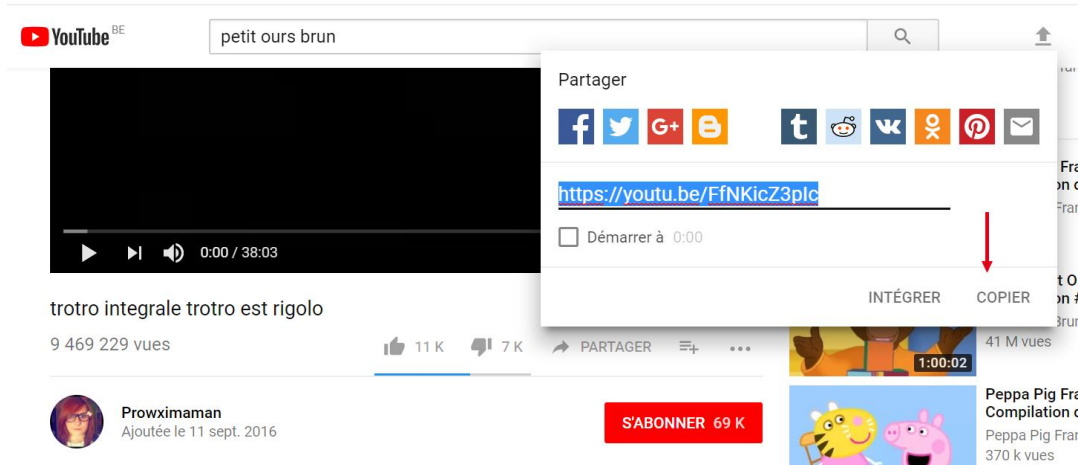 YouTube BE
petit ours brun
Partager
G+
https://youtu.be/FfNKicZ3pIc
Démarrer à 0:00
INTÉGRER COPIER
0:00 / 38:03
trotro integrale trotro est rigolo
9 469 229 vues
11 K 7 K PARTAGER
Prowximaman
Ajoutée le 11 sept. 2016
S'ABONNER 69 K
41 M vues
1:00:02
Peppa Pig
Compilation
Peppa Pig
370 k vues